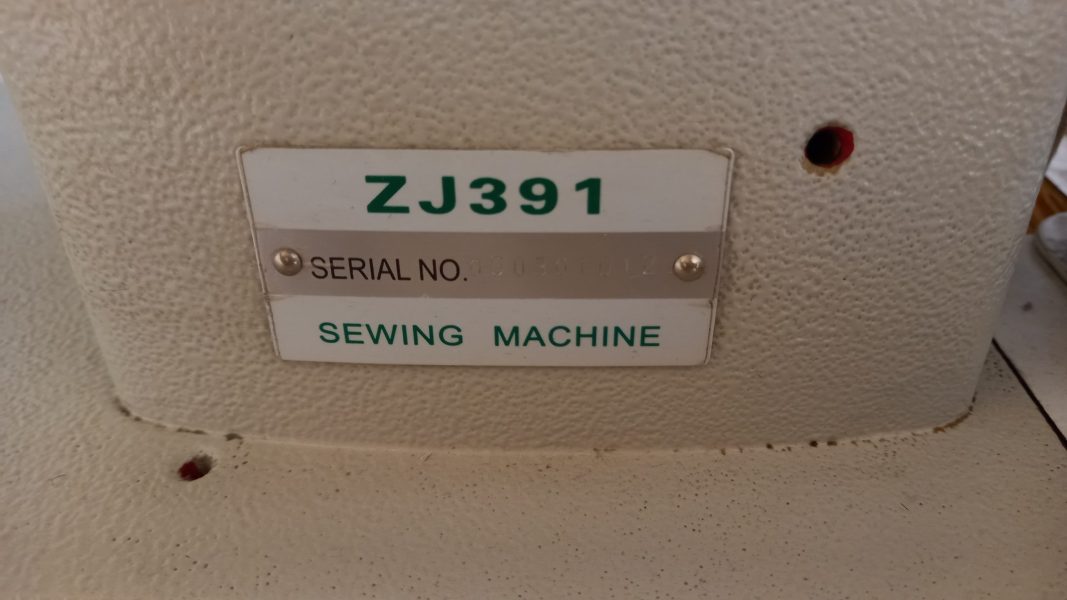 ZJ391
SERIAL NO.
SEWING MACHINE